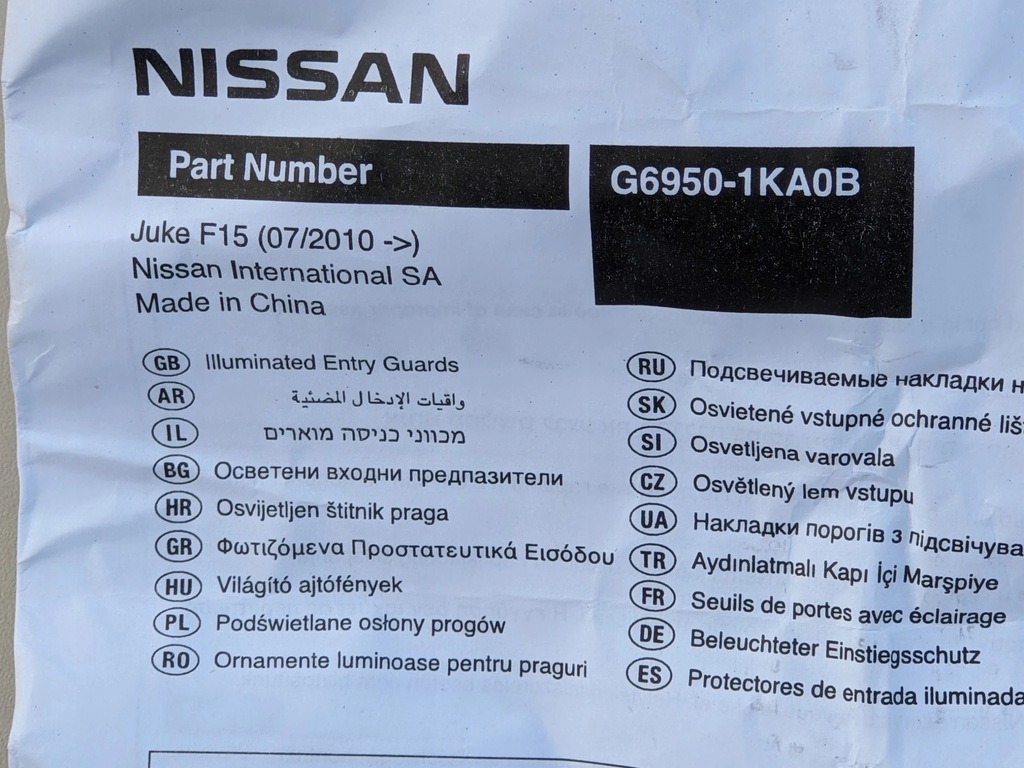 NISSAN
Part Number
G6950-1KA0B
Juke F15 (07/2010 ->)
Nissan International SA
Made in China
GB Illuminated Entry Guards
AR واقيات الإدخال المضئية
IL מכווני כניסה מוארים
BG Осветени входни предпазители
HR Osvijetljen štitnik praga
GR Φωτιζόμενα Προστατευτικά Εισόδου
HU Világító ajtófények
PL Podświetlane osłony progów
RO Ornamente luminoase pentru praguri
RU Подсвечиваемые накладки н
SK Osvietené vstupné ochranné liš
SI Osvetljena varovala
CZ Osvětlený lem vstupu
UA Накладки порогів з підсвічува
TR Aydınlatmalı Kapı İçi Marşpiye
FR Seuils de portes avec éclairage
DE Beleuchteter Einstiegsschutz
ES Protectores de entrada iluminada